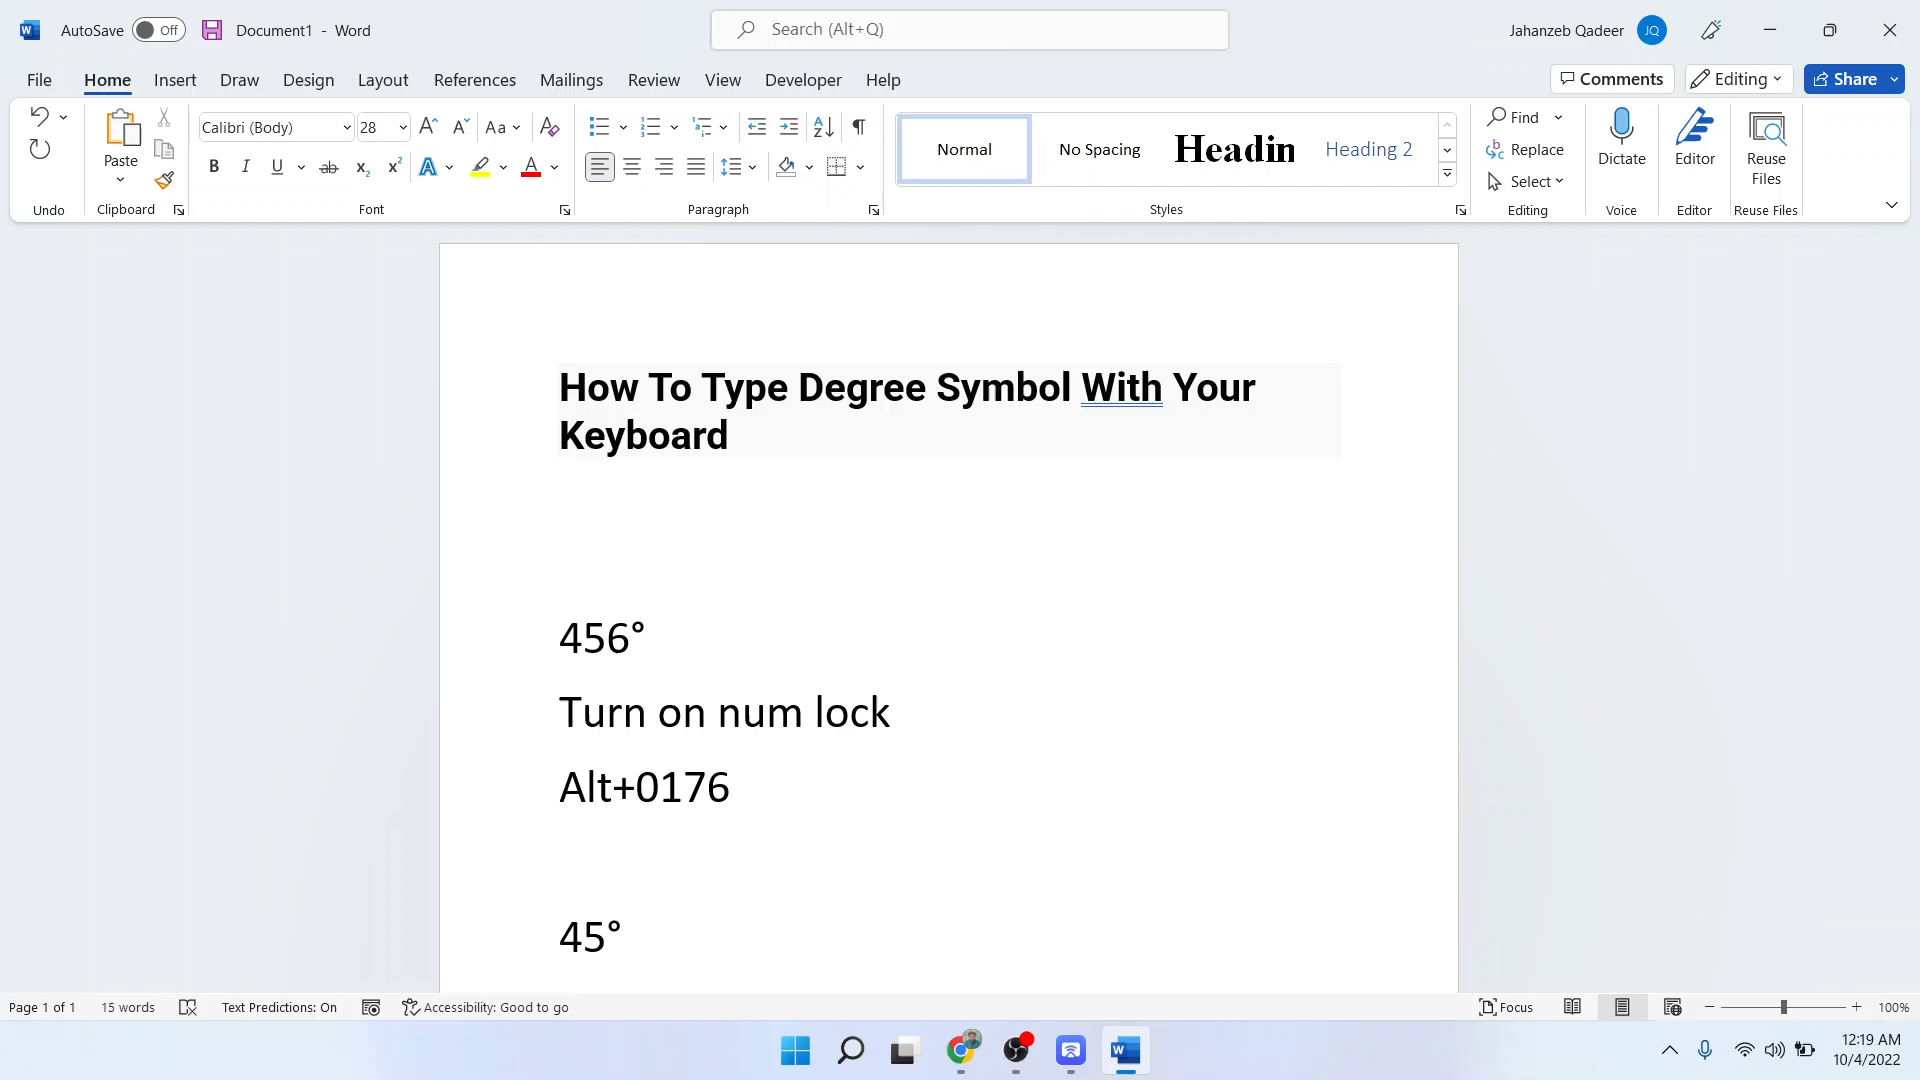 AutoSave Off Document1 - Word Search (Alt+Q) Jahanzeb Qadeer JQ
File Home Insert Draw Design Layout References Mailings Review View Developer Help Comments Editing Share
Calibri (Body) 28 Aa
Paste
B I U ab x₂ x² A A
Normal No Spacing Headin Heading 2
Find
Replace
Select
Dictate
Editor
Reuse
Files
Undo Clipboard Font Paragraph Styles Editing Voice Editor Reuse Files
How To Type Degree Symbol With Your
Keyboard
456°
Turn on num lock
Alt+0176
45°
Page 1 of 1 15 words Text Predictions: On Accessibility: Good to go Focus 100%
12:19 AM
10/4/2022